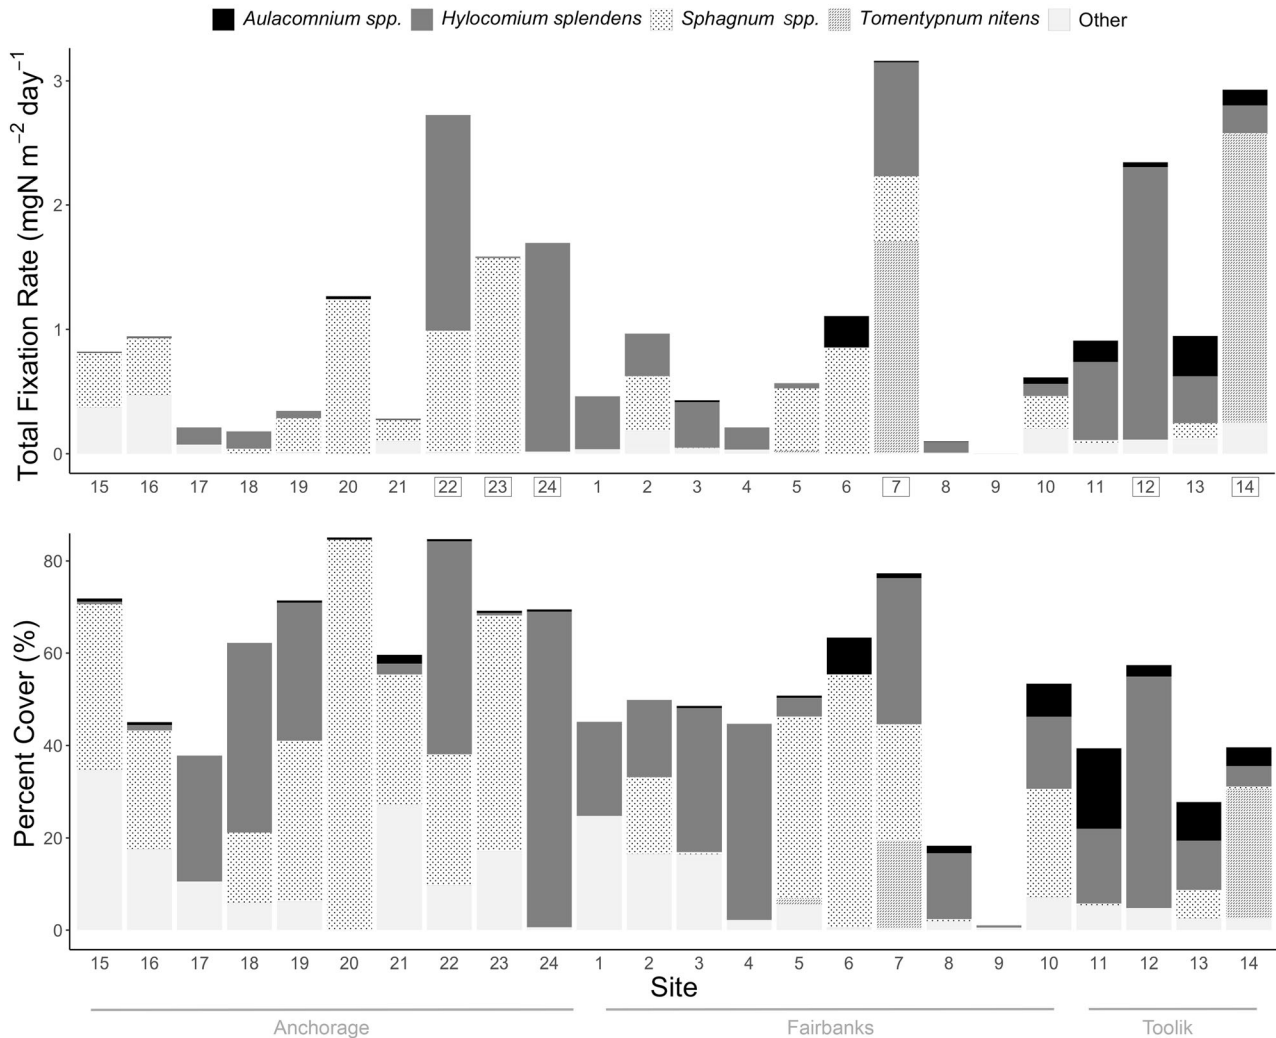 Aulacomnium spp. Hylocomium splendens Sphagnum spp. Tomentypnum nitens Other
Total Fixation Rate (mgN m−2 day−1)
3
2
1
0
15 16 17 18 19 20 21 22 23 24 1 2 3 4 5 6 7 8 9 10 11 12 13 14
Percent Cover (%)
80
60
40
20
0
15 16 17 18 19 20 21 22 23 24 1 2 3 4 5 6 7 8 9 10 11 12 13 14
Site
Anchorage Fairbanks Toolik